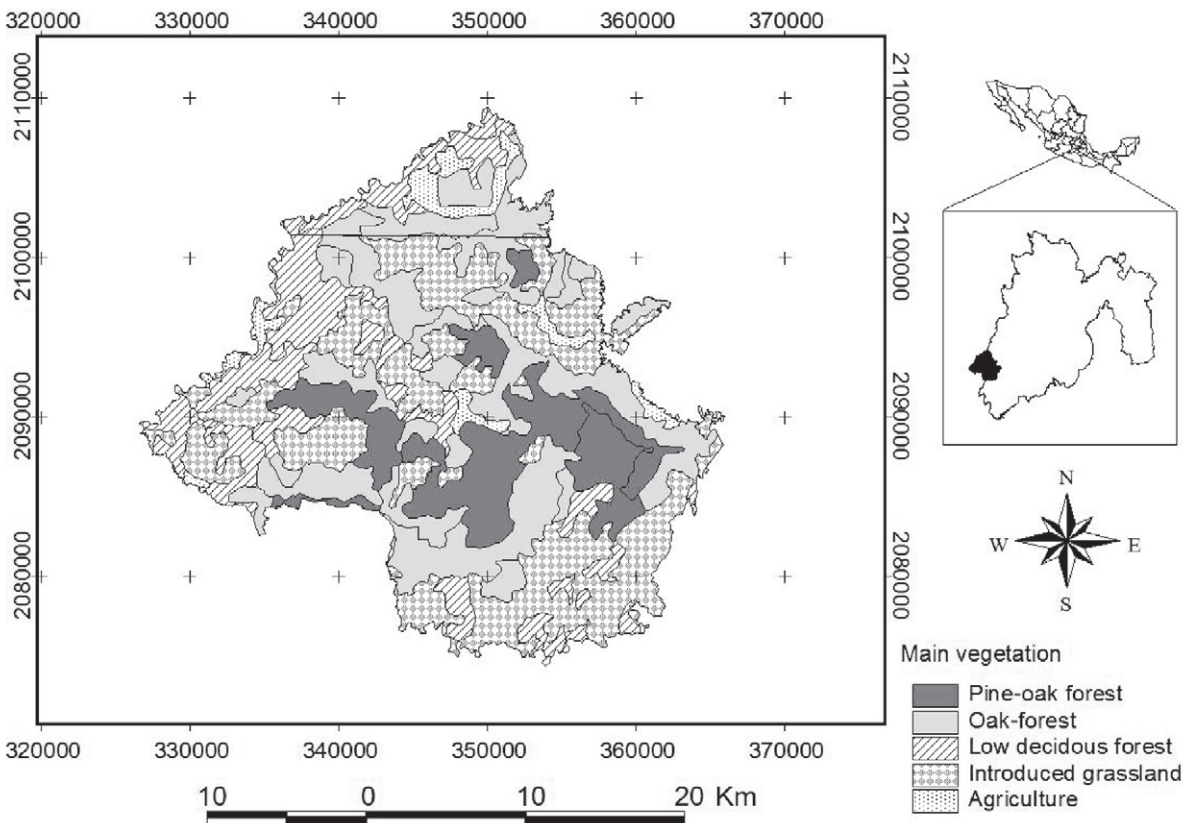 320000 330000 340000 350000 360000 370000
2110000 2110000
2100000 2100000
2090000 2090000
2080000 2080000
320000 330000 340000 350000 360000 370000
10 0 10 20 Km
N
W E
S
Main vegetation
Pine-oak forest
Oak-forest
Low decidous forest
Introduced grassland
Agriculture